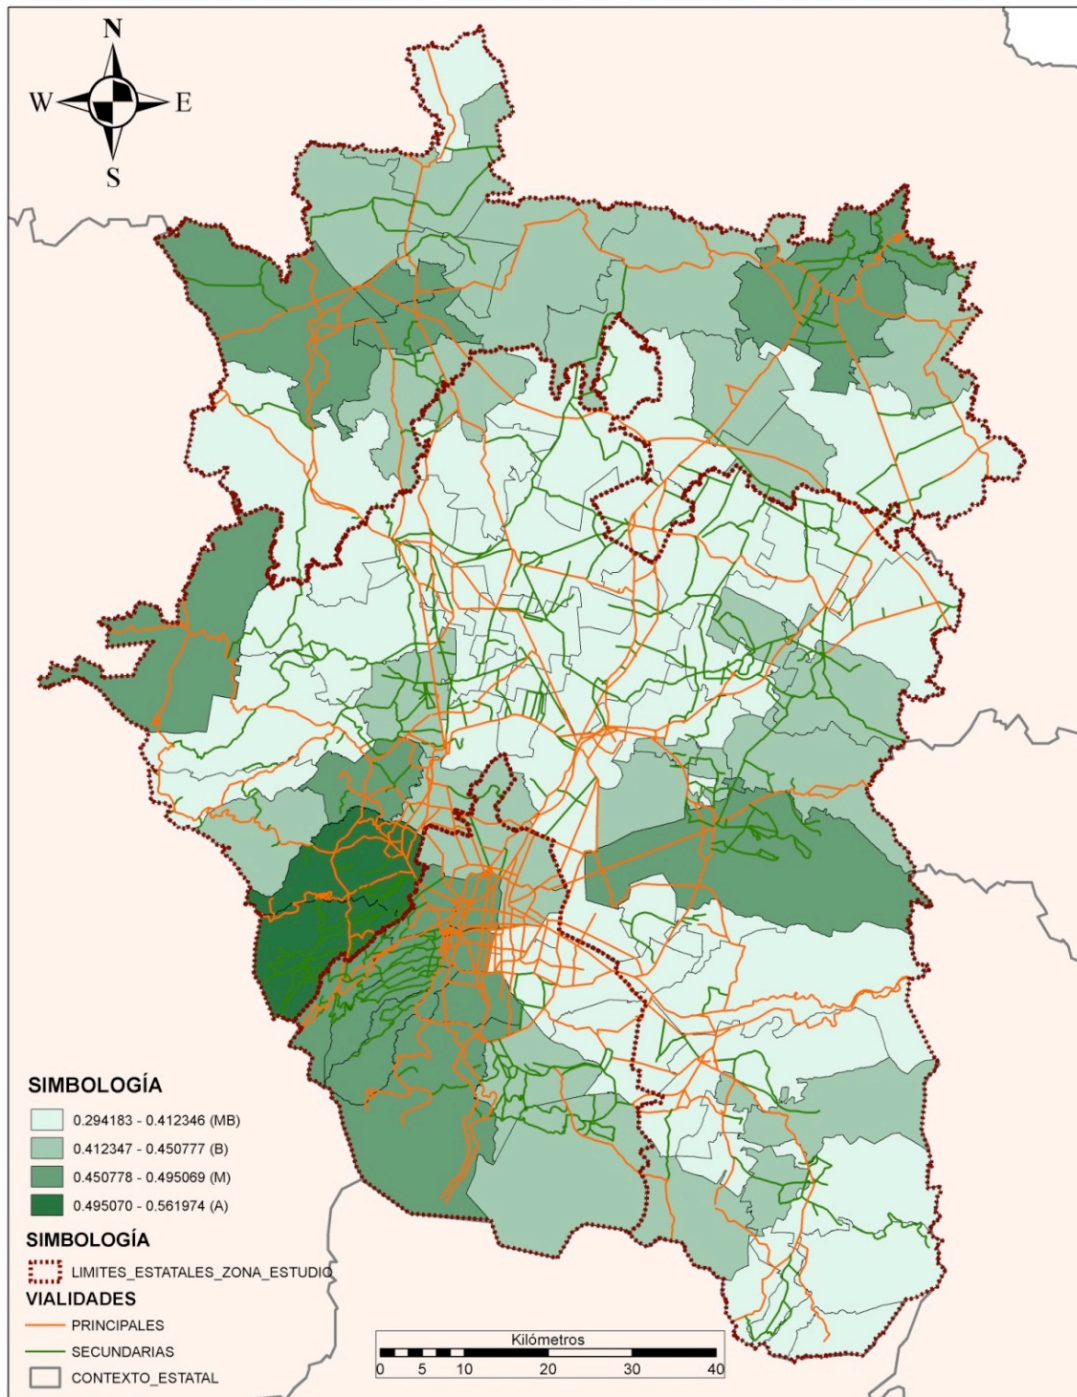 N
W E
S
SIMBOLOGÍA
0.294183 - 0.412346 (MB)
0.412347 - 0.450777 (B)
0.450778 - 0.495069 (M)
0.495070 - 0.561974 (A)
SIMBOLOGÍA
LIMITES_ESTATALES_ZONA_ESTUDIO
VIALIDADES
PRINCIPALES
SECUNDARIAS
CONTEXTO_ESTATAL
Kilómetros
0 5 10 20 30 40